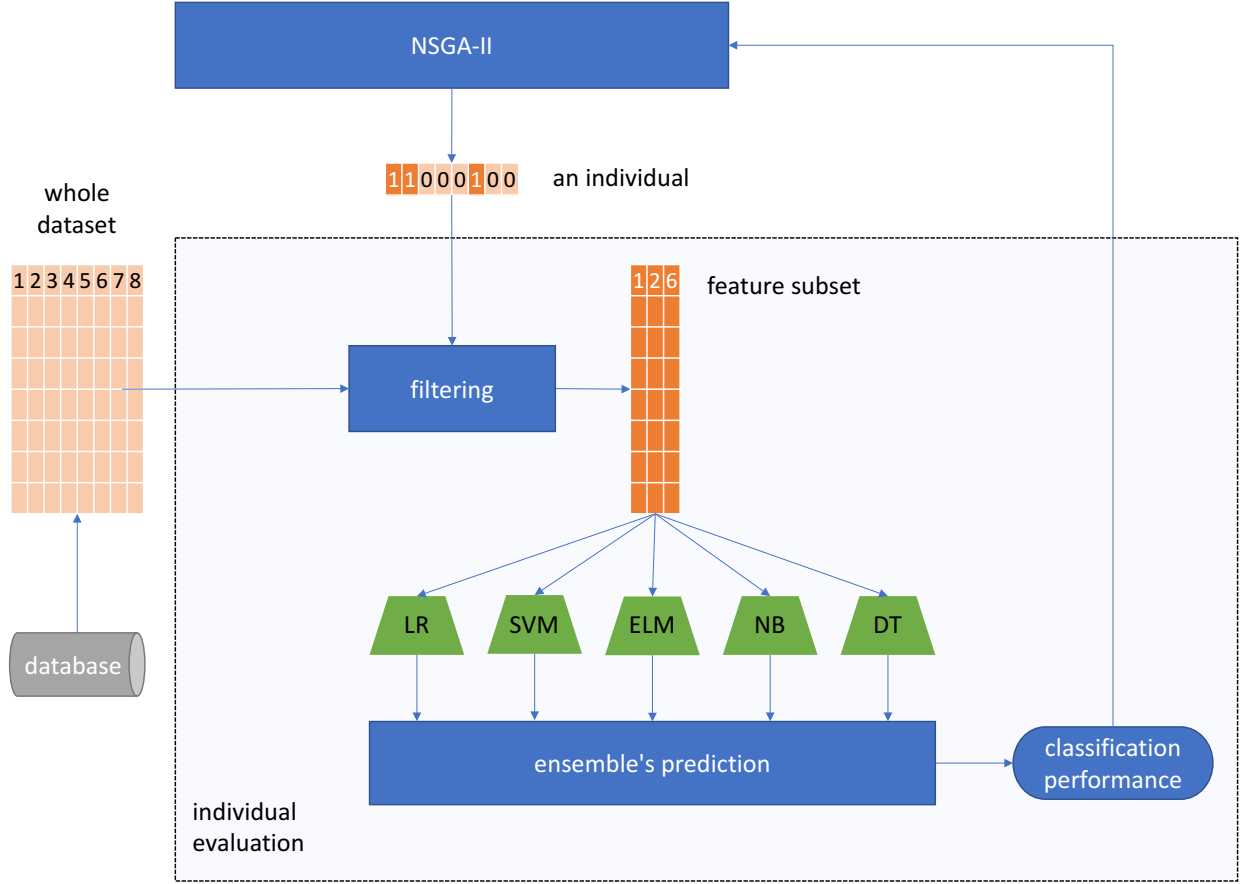 NSGA-II
11000100
an individual
whole
dataset
12345678
126
feature subset
filtering
LR
SVM
ELM
NB
DT
database
ensemble's prediction
classification
performance
individual
evaluation